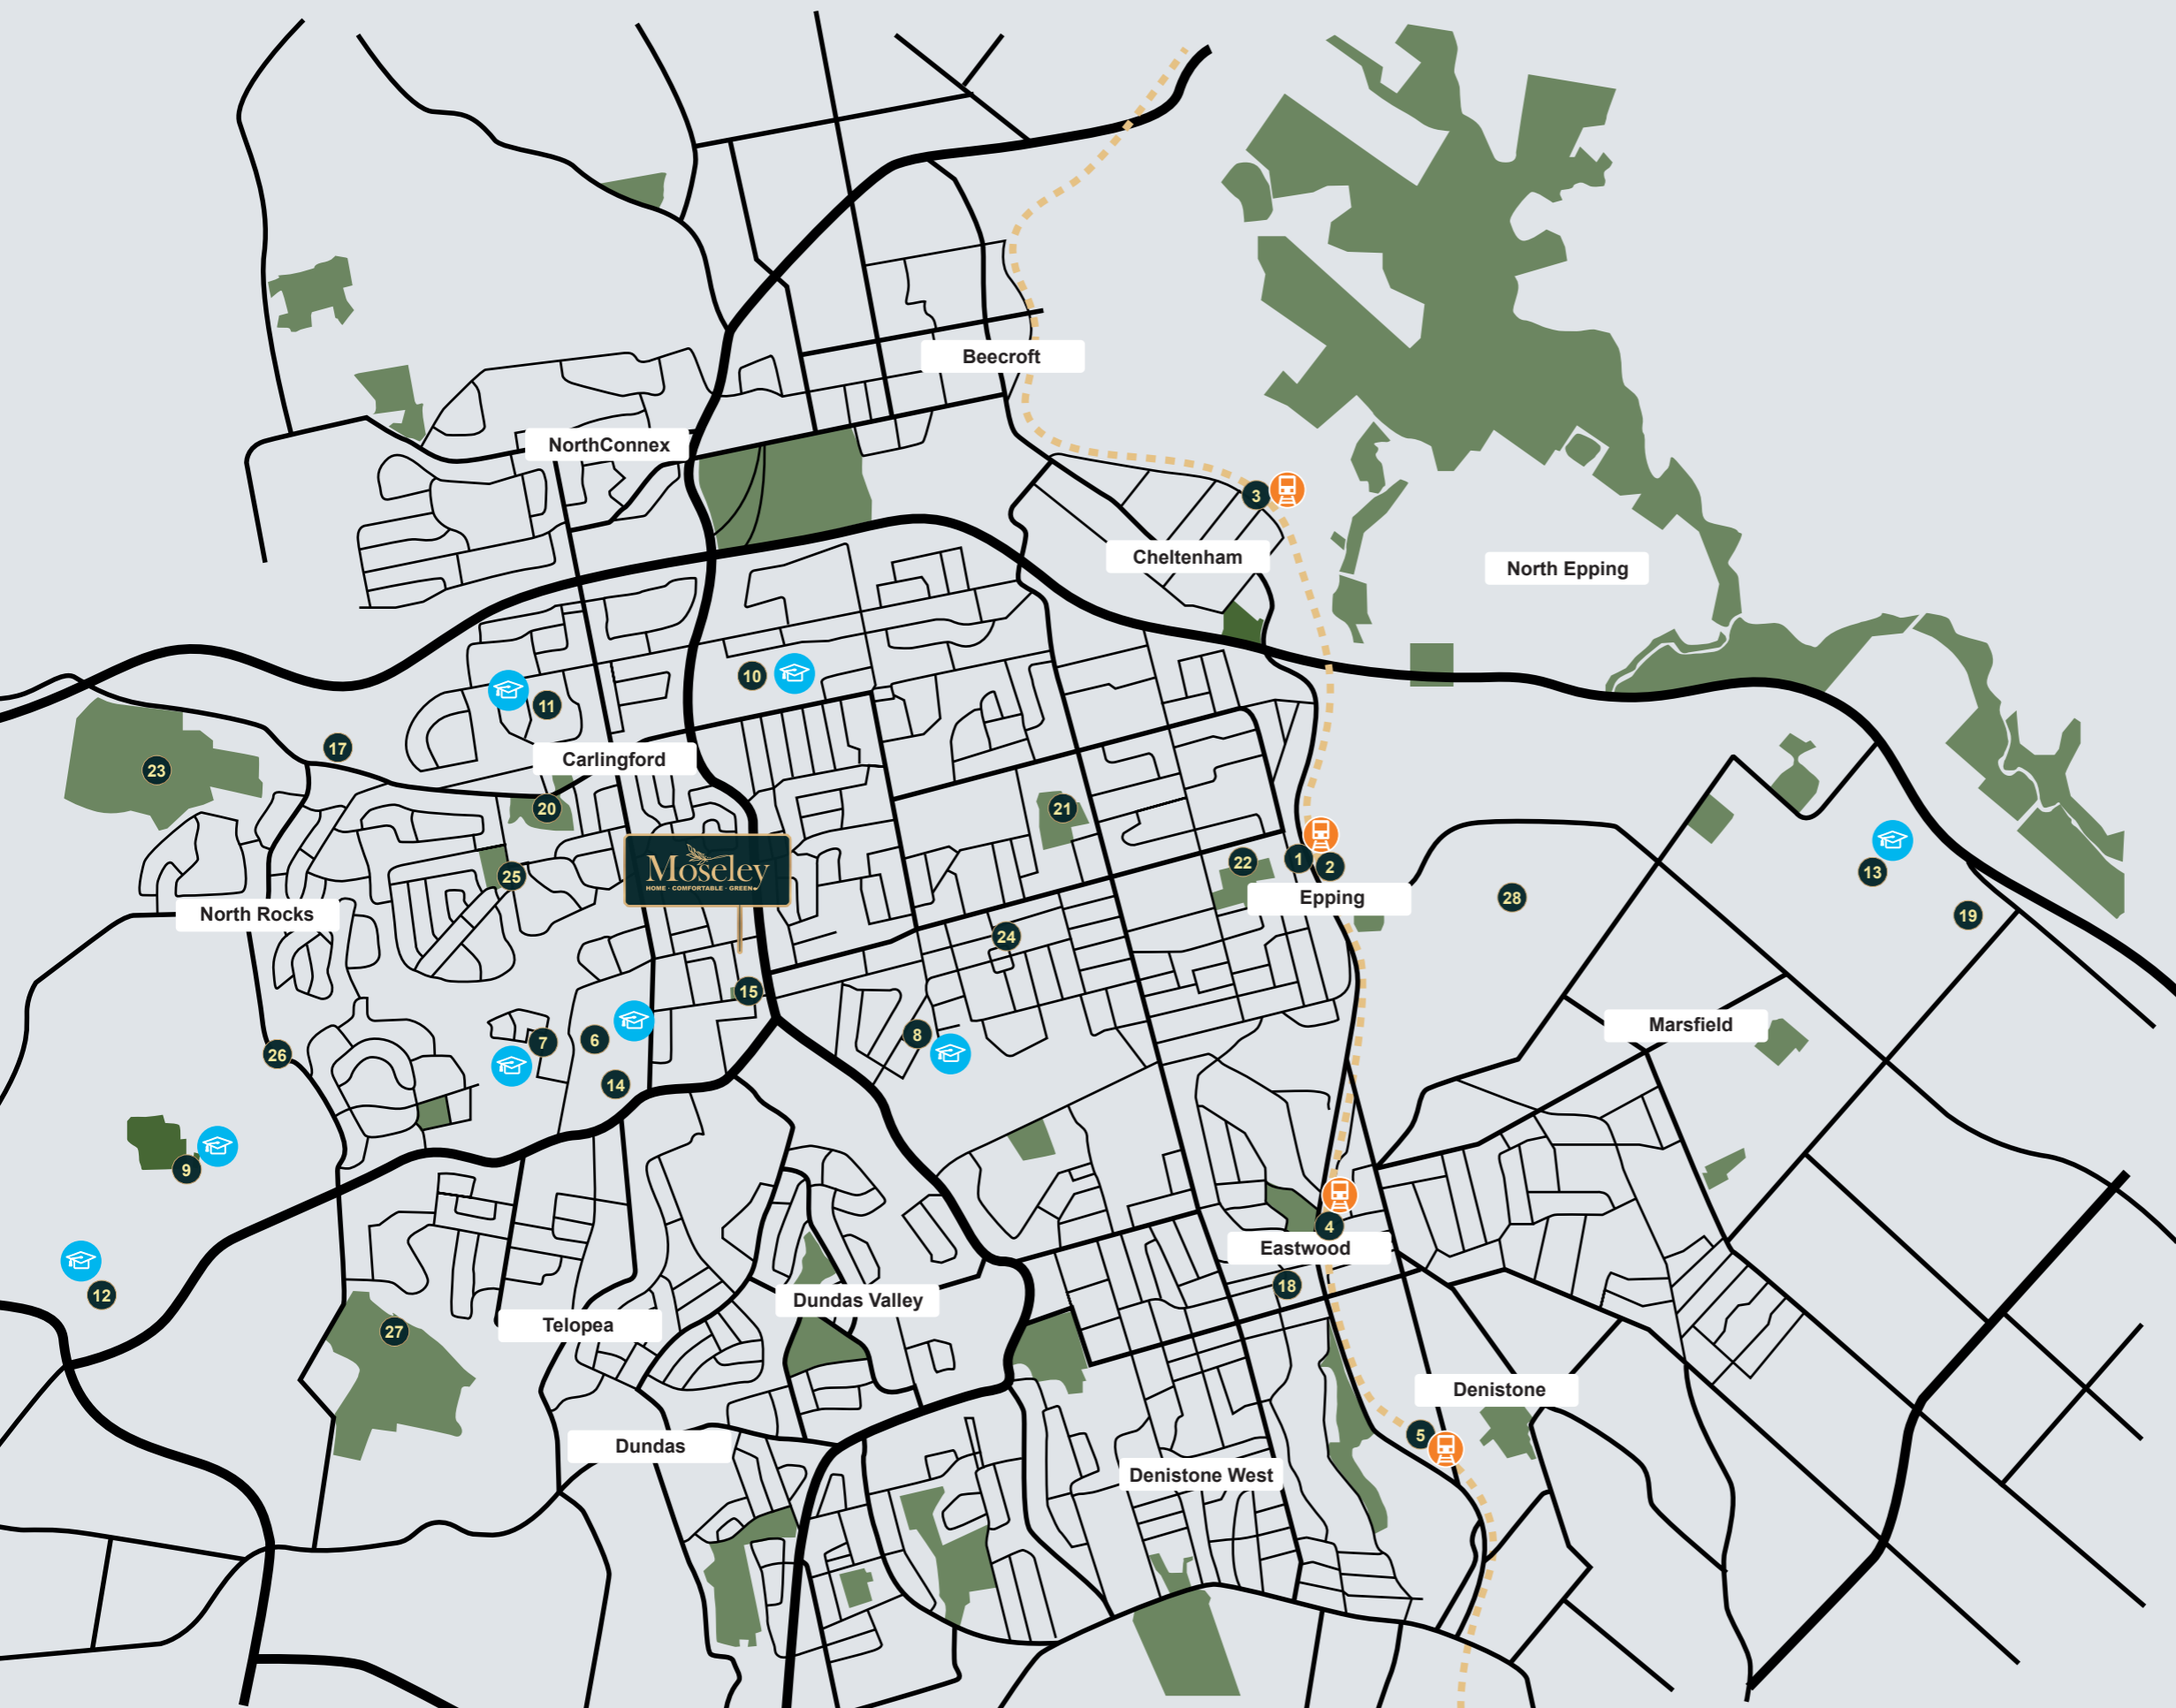 Beecroft
NorthConnex
3
Cheltenham
North Epping
10
11
17
Carlingford
23
20
21
Moseley
HOME · COMFORTABLE · GREEN
22
1
2
13
25
Epping
28
North Rocks
19
24
15
Marsfield
8
6
7
26
14
9
4
Eastwood
18
12
Dundas Valley
Telopea
27
Denistone
5
Dundas
Denistone West